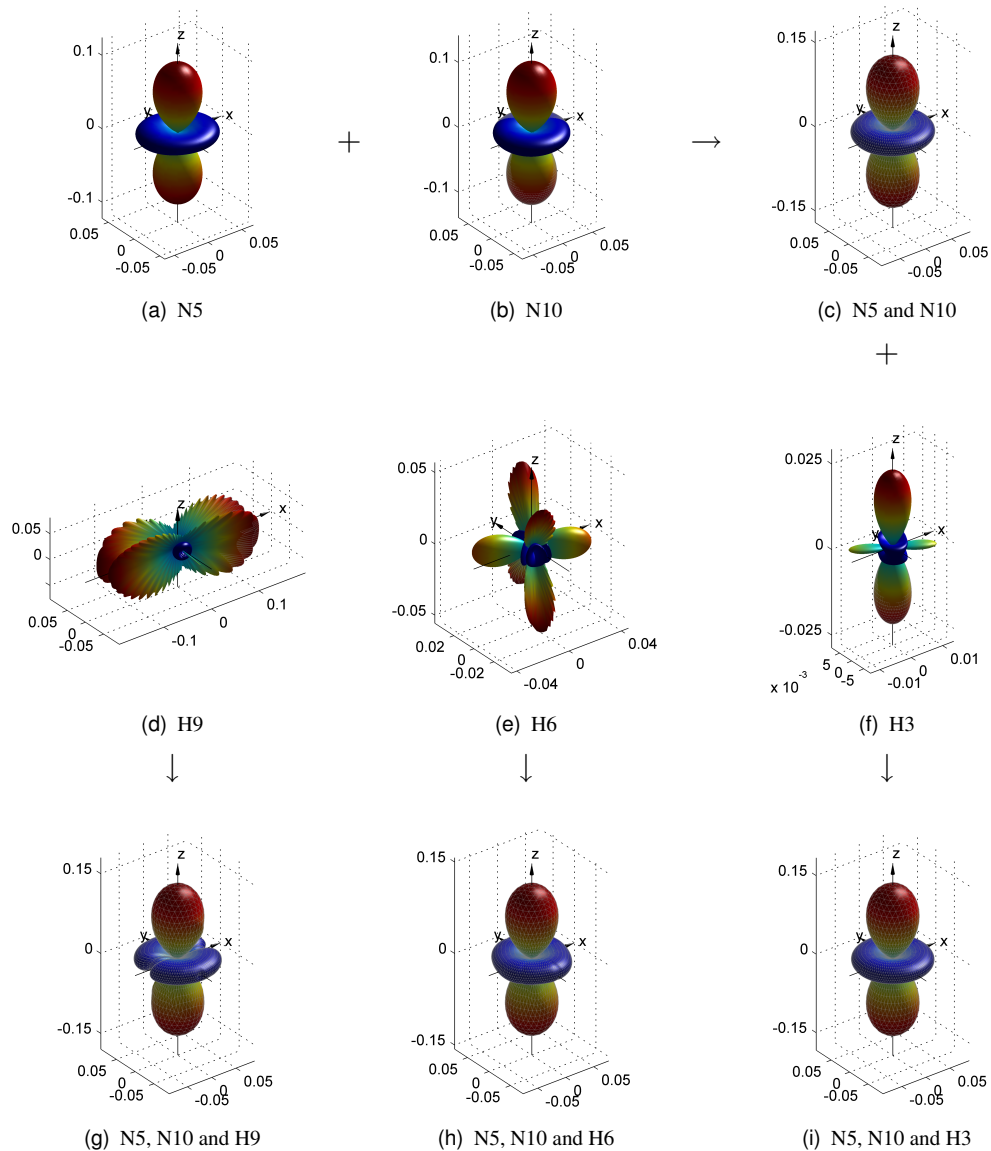 z
0.1
0
-0.1
y
x
0.05
0
-0.05
-0.05
0
0.05
(a) N5
+
z
0.1
0
-0.1
y
x
0.05
0
-0.05
-0.05
0
0.05
(b) N10
→
z
0.15
0
-0.15
y
x
0.05
0
-0.05
-0.05
0
0.05
(c) N5 and N10
+
z
0.05
0
x
0.05
0
-0.05
-0.1
0
0.1
(d) H9
↓
z
0.05
0
-0.05
y
x
0.02
0
-0.02
-0.04
0
0.04
(e) H6
↓
z
0.025
0
-0.025
y
x
5
0
-5
x 10⁻³
-0.01
0
0.01
(f) H3
↓
z
0.15
0
-0.15
y
x
0.05
0
-0.05
-0.05
0
0.05
(g) N5, N10 and H9
z
0.15
0
-0.15
y
x
0.05
0
-0.05
-0.05
0
0.05
(h) N5, N10 and H6
z
0.15
0
-0.15
y
x
0.05
0
-0.05
-0.05
0
0.05
(i) N5, N10 and H3